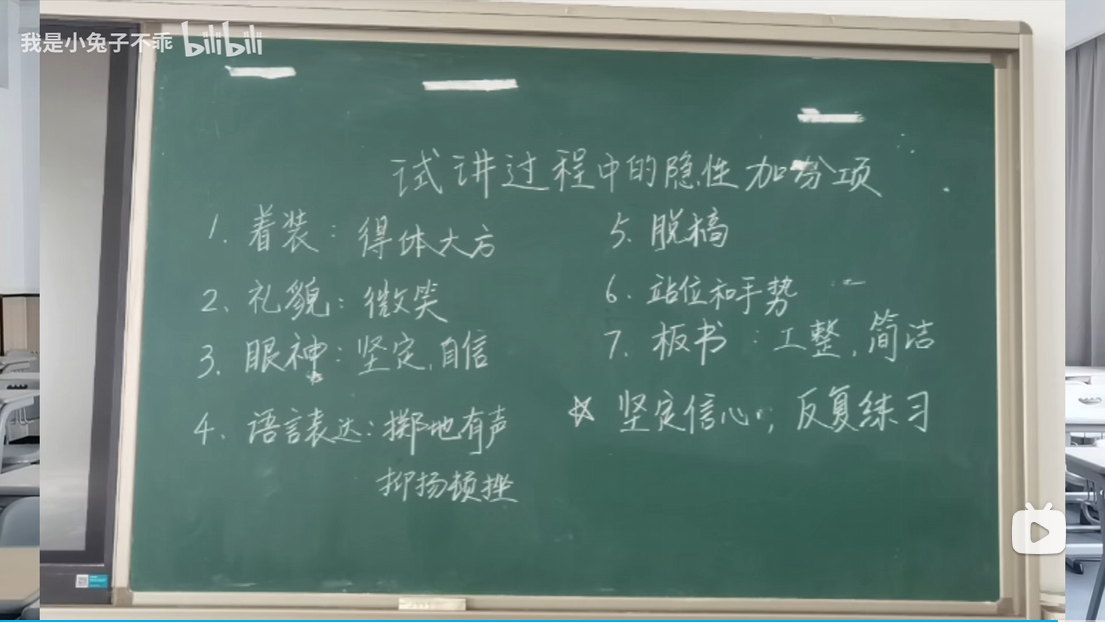 我是小兔子不乖 bilibili
试讲过程中的隐性加分项
1. 着装：得体大方
2、礼貌：微笑
3、眼神：坚定,自信
4、语言表达：掷地有声
抑扬顿挫
5. 脱稿
6. 站位和手势
7. 板书：工整,简洁
☆ 坚定信心，反复练习